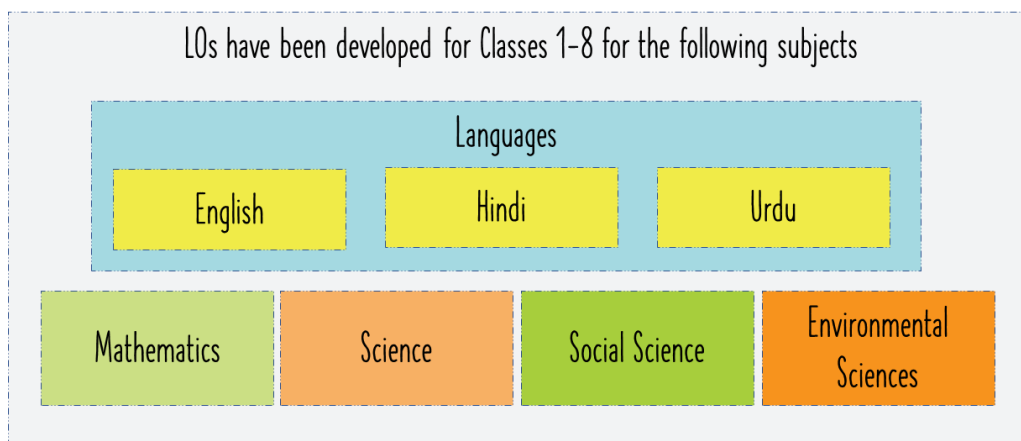 LOs have been developed for Classes 1-8 for the following subjects
Languages
English
Hindi
Urdu
Mathematics
Science
Social Science
Environmental
Sciences